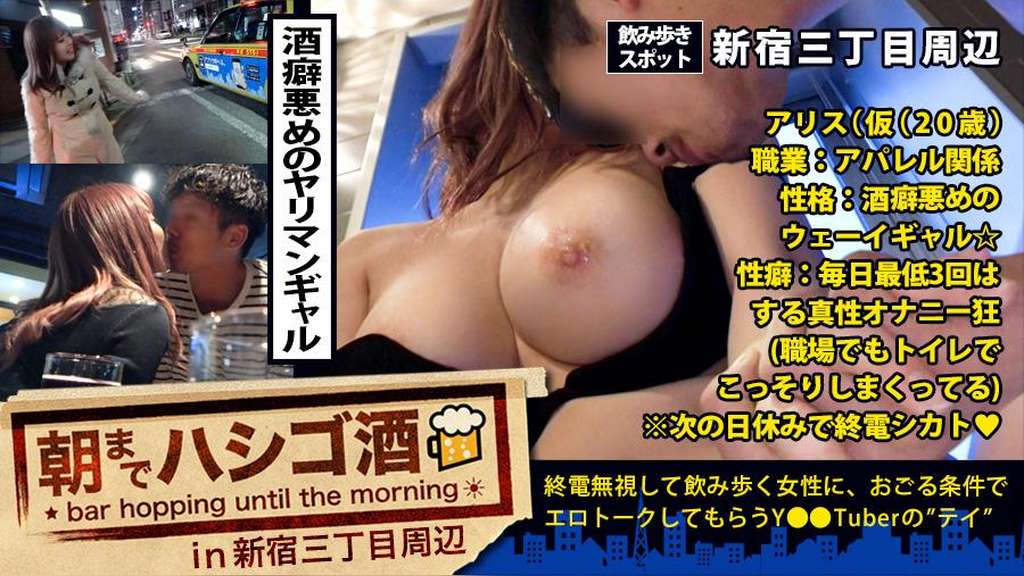 酒癖悪めのヤリマンギャル
飲み歩き
スポット
新宿三丁目周辺
アリス(仮(20歳)
職業：アパレル関係
性格：酒癖悪めの
ウェーイギャル☆
性癖：毎日最低3回は
する真性オナニー狂
(職場でもトイレで
こっそりしまくってる)
※次の日休みで終電シカト♥
朝までハシゴ酒
★ bar hopping until the morning ☀
in 新宿三丁目周辺
終電無視して飲み歩く女性に、おごる条件で
エロトークしてもらうY●●Tuberの"テイ"